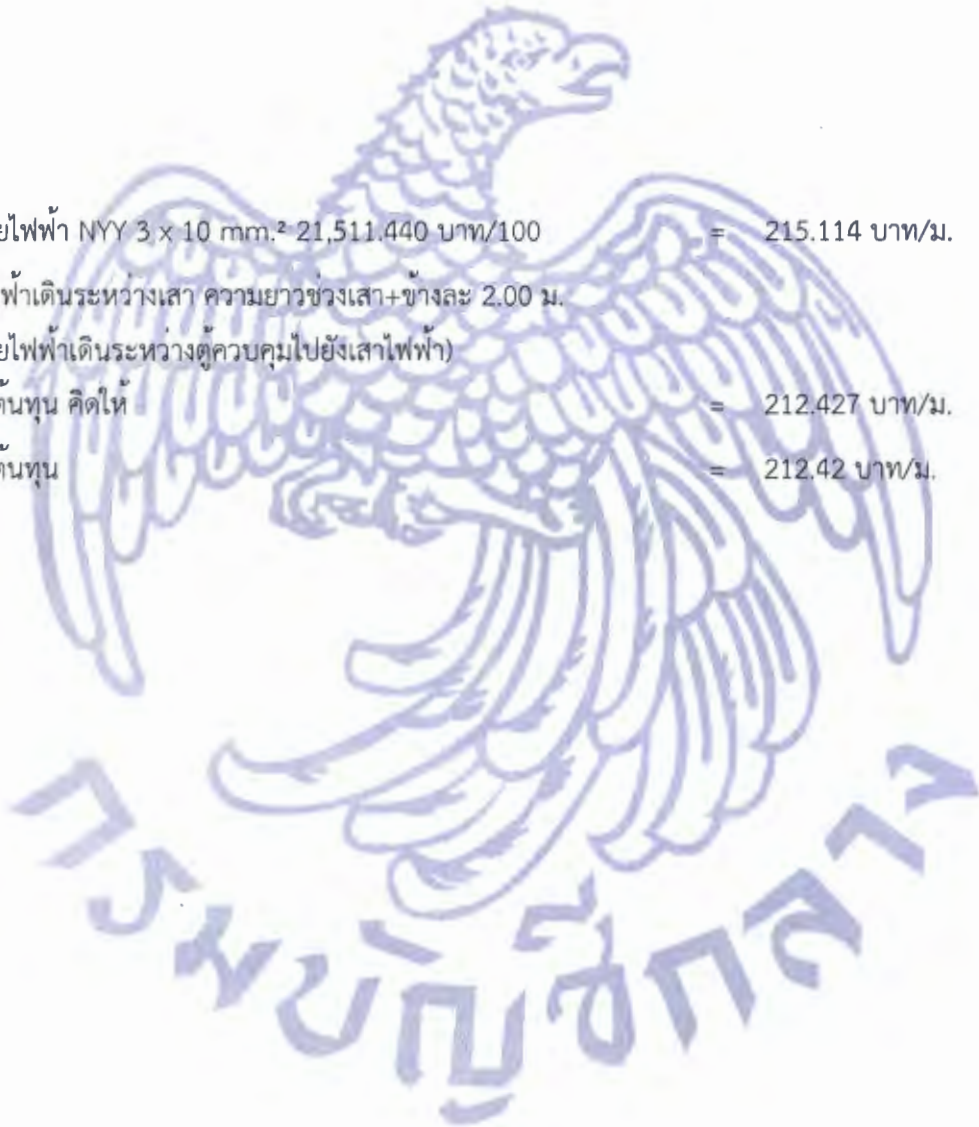 ยไฟฟ้า NYY 3 x 10 mm.² 21,511.440 บาท/100 = 215.114 บาท/ม.
ฟ้าเดินระหว่างเสา ความยาวช่วงเสา+ข้างละ 2.00 ม.
ยไฟฟ้าเดินระหว่างตู้ควบคุมไปยังเสาไฟฟ้า)
ต้นทุน คิดให้ = 212.427 บาท/ม.
ต้นทุน = 212.42 บาท/ม.
กรมบัญชีกลาง